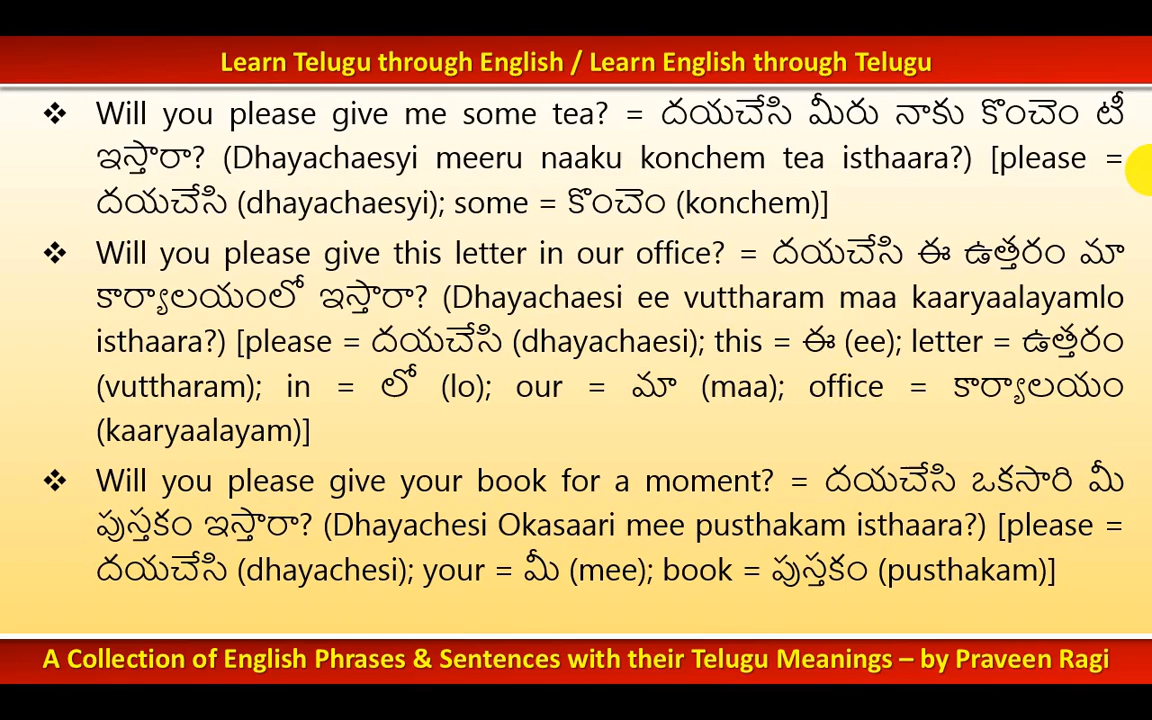 Learn Telugu through English / Learn English through Telugu
❖ Will you please give me some tea? = దయచేసి మీరు నాకు కొంచెం టీ
ఇస్తారా? (Dhayachaesyi meeru naaku konchem tea isthaara?) [please =
దయచేసి (dhayachaesyi); some = కొంచెం (konchem)]
❖ Will you please give this letter in our office? = దయచేసి ఈ ఉత్తరం మా
కార్యాలయంలో ఇస్తారా? (Dhayachaesi ee vuttharam maa kaaryaalayamlo
isthaara?) [please = దయచేసి (dhayachaesi); this = ఈ (ee); letter = ఉత్తరం
(vuttharam); in = లో (lo); our = మా (maa); office = కార్యాలయం
(kaaryaalayam)]
❖ Will you please give your book for a moment? = దయచేసి ఒకసారి మీ
పుస్తకం ఇస్తారా? (Dhayachesi Okasaari mee pusthakam isthaara?) [please =
దయచేసి (dhayachesi); your = మీ (mee); book = పుస్తకం (pusthakam)]
A Collection of English Phrases & Sentences with their Telugu Meanings – by Praveen Ragi